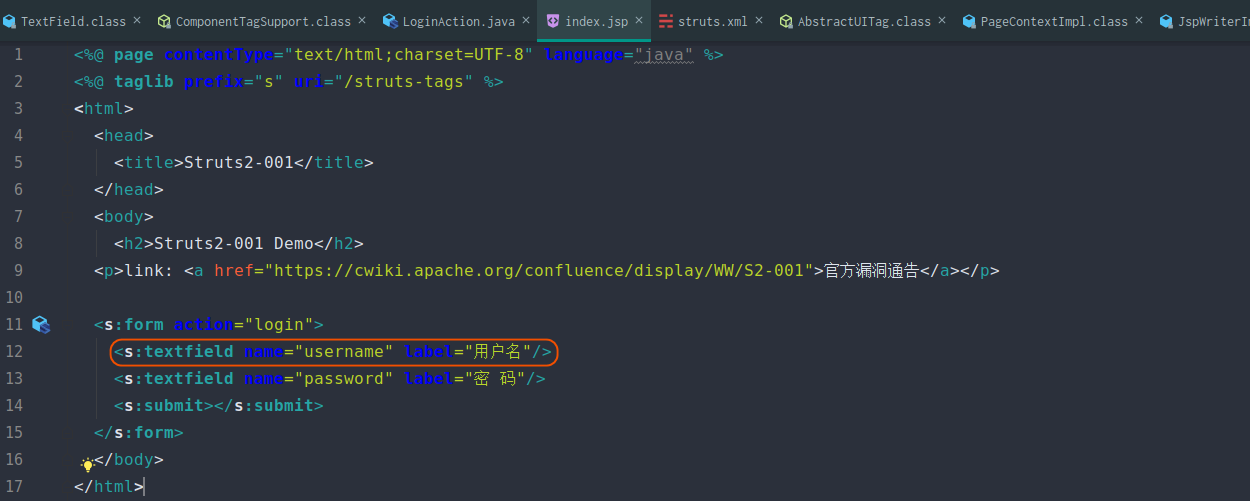 TextField.class × ComponentTagSupport.class × LoginAction.java × index.jsp × struts.xml × AbstractUITag.class × PageContextImpl.class × JspWriterIm
1 <%@ page contentType="text/html;charset=UTF-8" language="java" %>
2 <%@ taglib prefix="s" uri="/struts-tags" %>
3 <html>
4 <head>
5 <title>Struts2-001</title>
6 </head>
7 <body>
8 <h2>Struts2-001 Demo</h2>
9 <p>link: <a href="https://cwiki.apache.org/confluence/display/WW/S2-001">官方漏洞通告</a></p>
10
11 <s:form action="login">
12 <s:textfield name="username" label="用户名"/>
13 <s:textfield name="password" label="密 码"/>
14 <s:submit></s:submit>
15 </s:form>
16 </body>
17 </html>